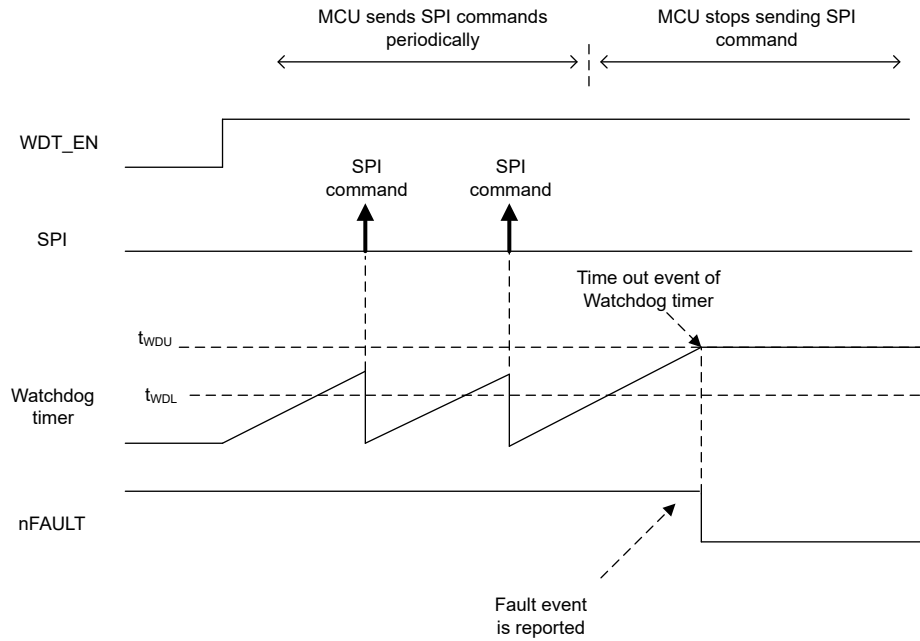 MCU sends SPI commands
periodically
MCU stops sending SPI
command
WDT_EN
SPI
command
SPI
command
SPI
Time out event of
Watchdog timer
tWDU
Watchdog
timer
tWDL
nFAULT
Fault event
is reported